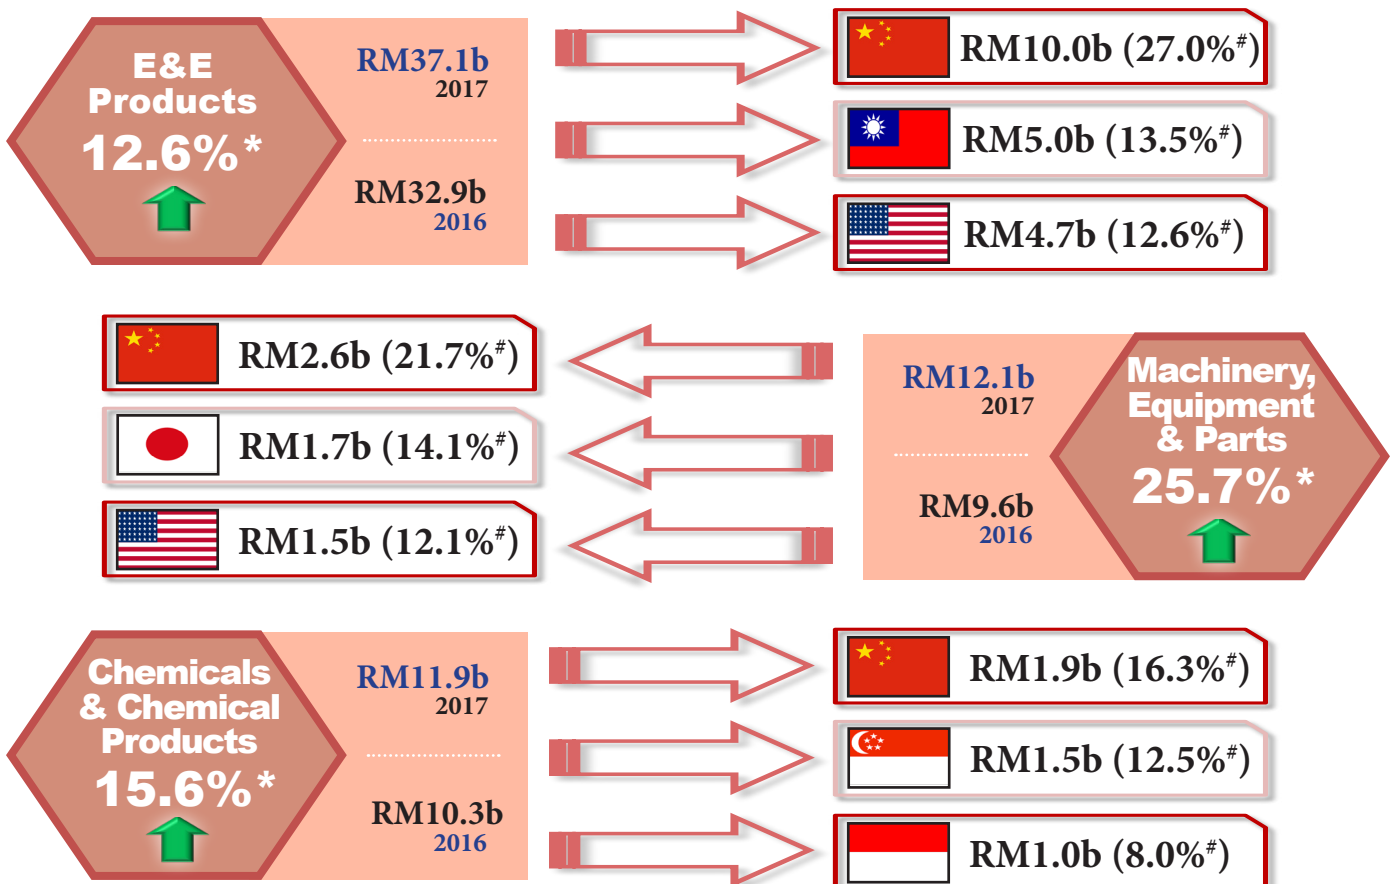 E&E
Products
12.6%*
RM37.1b
2017
RM32.9b
2016
RM10.0b (27.0%#)
RM5.0b (13.5%#)
RM4.7b (12.6%#)
RM2.6b (21.7%#)
RM1.7b (14.1%#)
RM1.5b (12.1%#)
RM12.1b
2017
RM9.6b
2016
Machinery,
Equipment
& Parts
25.7%*
Chemicals
& Chemical
Products
15.6%*
RM11.9b
2017
RM10.3b
2016
RM1.9b (16.3%#)
RM1.5b (12.5%#)
RM1.0b (8.0%#)